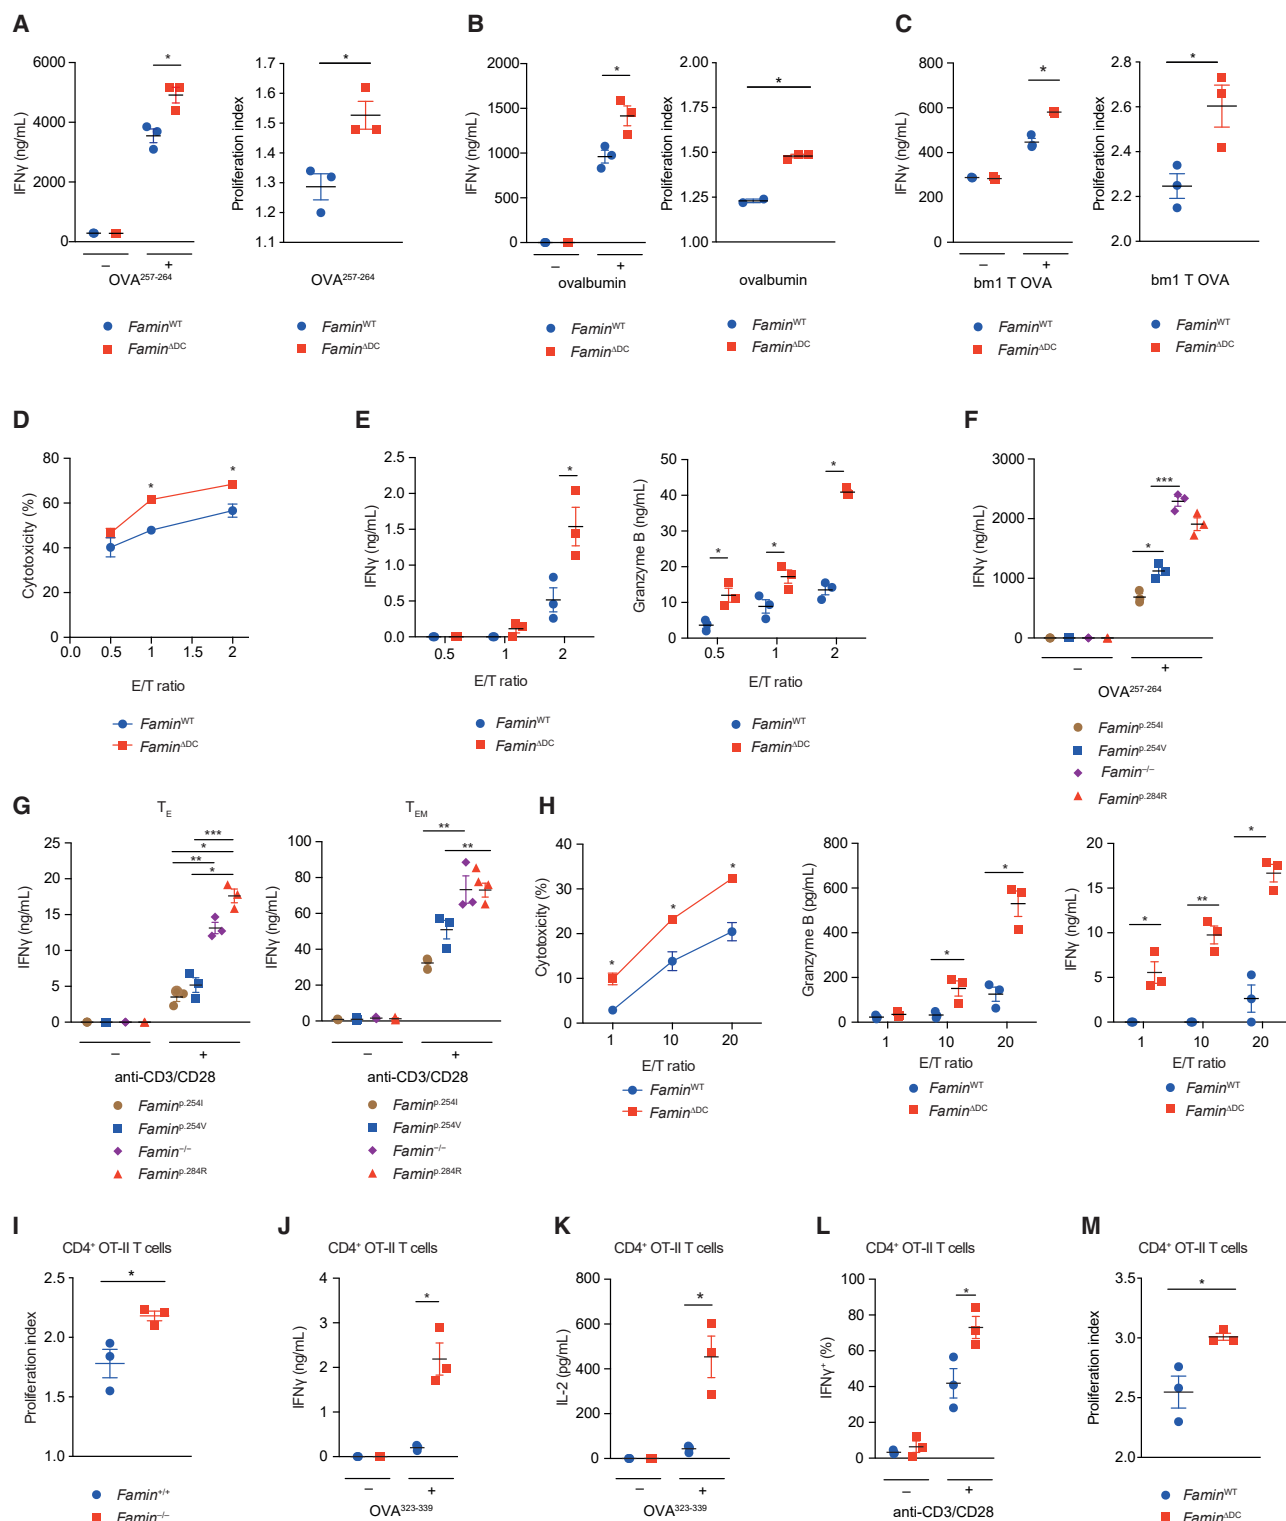 A
IFNγ (ng/mL)
6000
4000
2000
0
*
–
+
OVA257-264
FaminWT
FaminΔDC
Proliferation index
1.7
1.6
1.5
1.4
1.3
1.2
1.1
*
OVA257-264
FaminWT
FaminΔDC
B
IFNγ (ng/mL)
2000
1500
1000
500
0
*
–
+
ovalbumin
FaminWT
FaminΔDC
Proliferation index
2.00
1.75
1.50
1.25
1.00
*
ovalbumin
FaminWT
FaminΔDC
C
IFNγ (ng/mL)
800
600
400
200
0
*
–
+
bm1 T OVA
FaminWT
FaminΔDC
Proliferation index
2.8
2.6
2.4
2.2
2.0
*
bm1 T OVA
FaminWT
FaminΔDC
D
Cytotoxicity (%)
80
60
40
20
0
* *
0.0 0.5 1 2
E/T ratio
FaminWT
FaminΔDC
E
IFNγ (ng/mL)
2.5
2.0
1.5
1.0
0.5
0.0
*
0.5 1 2
E/T ratio
FaminWT
FaminΔDC
Granzyme B (ng/mL)
50
40
30
20
10
0
* * *
0.5 1 2
E/T ratio
FaminWT
FaminΔDC
F
IFNγ (ng/mL)
3000
2000
1000
0
* ***
–
+
OVA257-264
Faminp.254I
Faminp.254V
Famin–/–
Faminp.284R
G
TE
IFNγ (ng/mL)
25
20
15
10
5
0
***
*
**
*
–
+
anti-CD3/CD28
Faminp.254I
Faminp.254V
Famin–/–
Faminp.284R
TEM
IFNγ (ng/mL)
100
80
60
40
20
0
**
**
–
+
anti-CD3/CD28
Faminp.254I
Faminp.254V
Famin–/–
Faminp.284R
H
Cytotoxicity (%)
40
30
20
10
0
* * *
1 10 20
E/T ratio
FaminWT
FaminΔDC
Granzyme B (pg/mL)
800
600
400
200
0
* *
1 10 20
E/T ratio
FaminWT
FaminΔDC
IFNγ (ng/mL)
20
15
10
5
0
* ** *
1 10 20
E/T ratio
FaminWT
FaminΔDC
I
CD4+ OT-II T cells
Proliferation index
2.5
2.0
1.5
1.0
*
Famin+/+
Famin–/–
J
CD4+ OT-II T cells
IFNγ (ng/mL)
4
3
2
1
0
*
–
+
OVA323-339
K
CD4+ OT-II T cells
IL-2 (pg/mL)
800
600
400
200
0
*
–
+
OVA323-339
L
CD4+ OT-II T cells
IFNγ+ (%)
100
80
60
40
20
0
*
–
+
anti-CD3/CD28
M
CD4+ OT-II T cells
Proliferation index
3.5
3.0
2.5
2.0
*
FaminWT
FaminΔDC